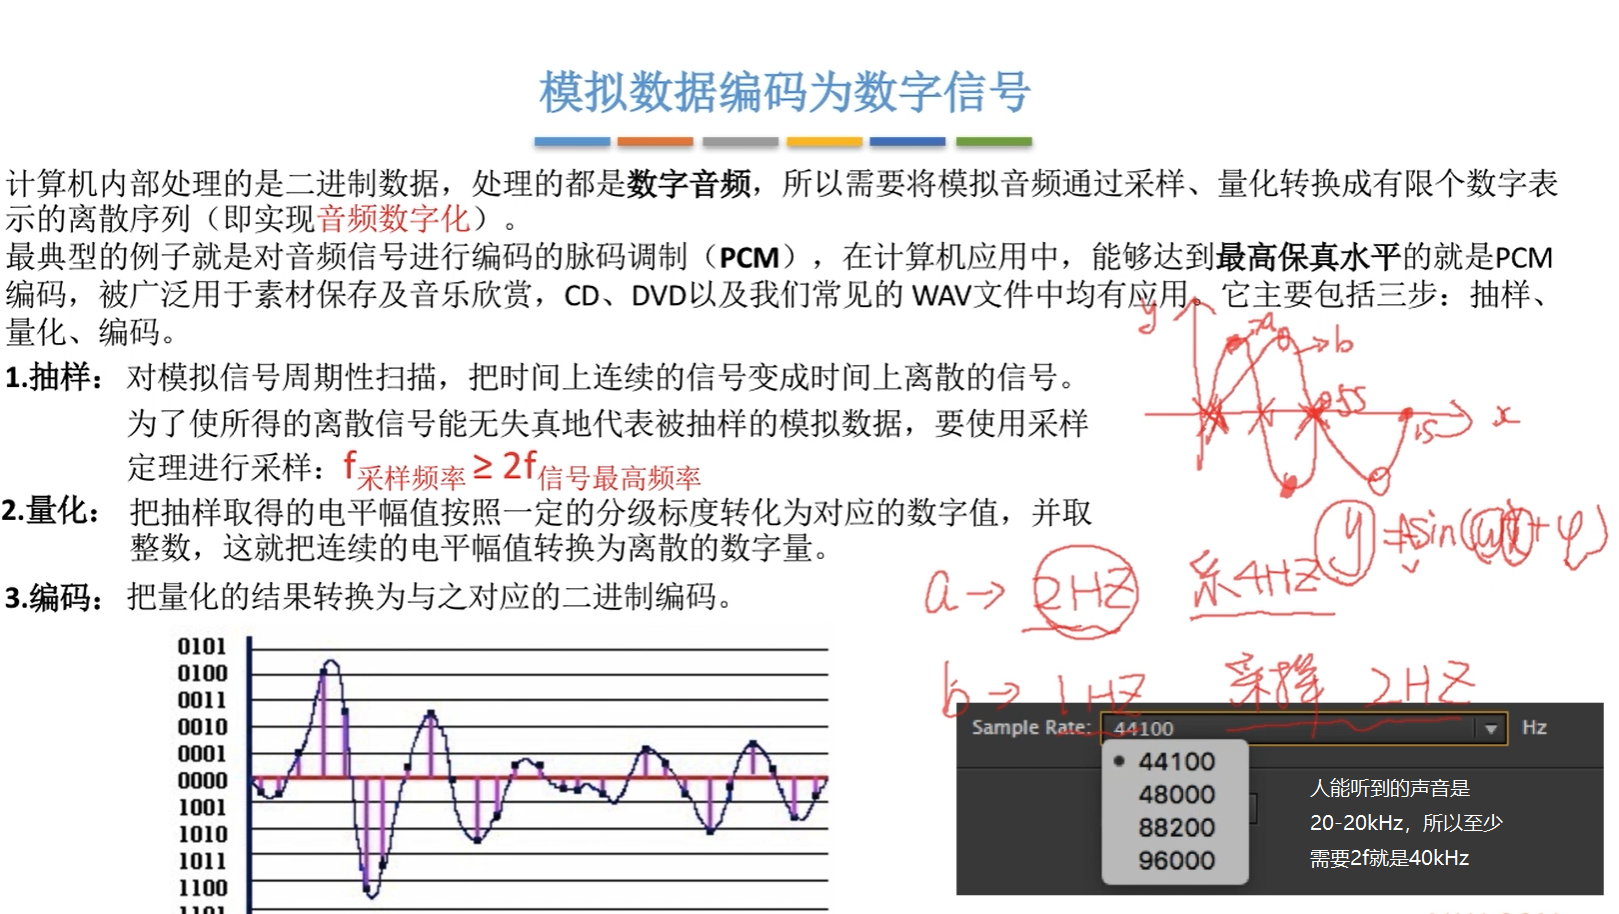 模拟数据编码为数字信号
计算机内部处理的是二进制数据，处理的都是数字音频，所以需要将模拟音频通过采样、量化转换成有限个数字表
示的离散序列（即实现音频数字化）。
最典型的例子就是对音频信号进行编码的脉码调制（PCM），在计算机应用中，能够达到最高保真水平的就是PCM
编码，被广泛用于素材保存及音乐欣赏，CD、DVD以及我们常见的 WAV文件中均有应用。它主要包括三步：抽样、
量化、编码。
1.抽样：对模拟信号周期性扫描，把时间上连续的信号变成时间上离散的信号。
为了使所得的离散信号能无失真地代表被抽样的模拟数据，要使用采样
定理进行采样：f采样频率 ≥ 2f信号最高频率
2.量化：把抽样取得的电平幅值按照一定的分级标度转化为对应的数字值，并取
整数，这就把连续的电平幅值转换为离散的数字量。
3.编码：把量化的结果转换为与之对应的二进制编码。
y
a
b
x
y=Asin(ωx+φ)
a→ 2HZ 采4HZ
b→ 1HZ 采择 2HZ
0101
0100
0011
0010
0001
0000
1001
1010
1011
1100
1101
Sample Rate: 44100 Hz
44100
48000
88200
96000
人能听到的声音是
20-20kHz，所以至少
需要2f就是40kHz